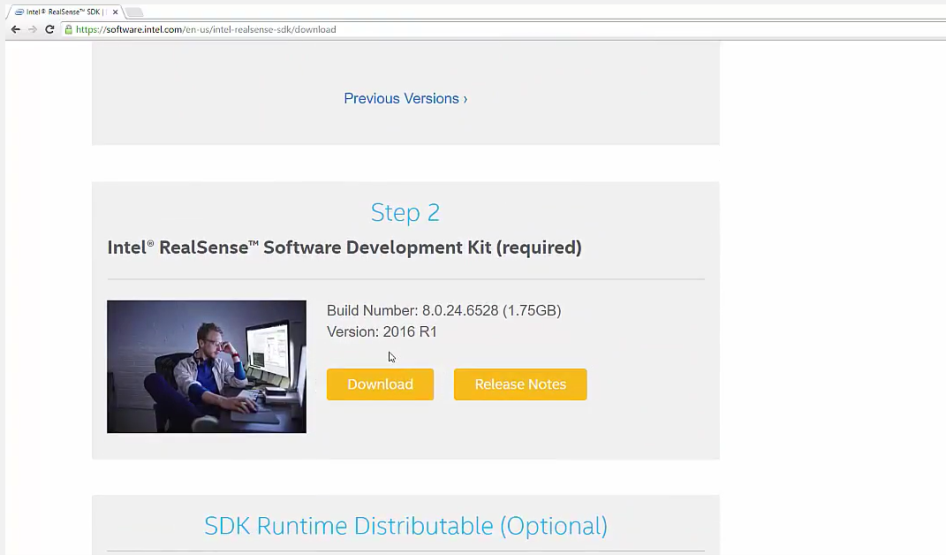 Intel® RealSense™ SDK |
https://software.intel.com/en-us/intel-realsense-sdk/download
Previous Versions ›
Step 2
Intel® RealSense™ Software Development Kit (required)
Build Number: 8.0.24.6528 (1.75GB)
Version: 2016 R1
Download
Release Notes
SDK Runtime Distributable (Optional)